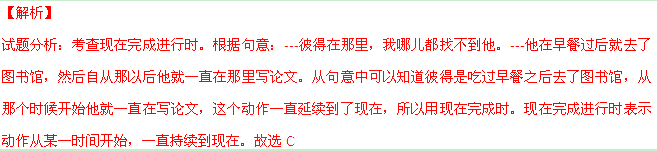 【解析】
试题分析：考查现在完成进行时。根据句意：---彼得在那里，我哪儿都找不到他。---他在早餐过后就去了
图书馆，然后自从那以后他就一直在那里写论文。从句意中可以知道彼得是吃过早餐之后去了图书馆，从
那个时候开始他就一直在写论文，这个动作一直延续到了现在，所以用现在完成时。现在完成进行时表示
动作从某一时间开始，一直持续到现在。故选 C